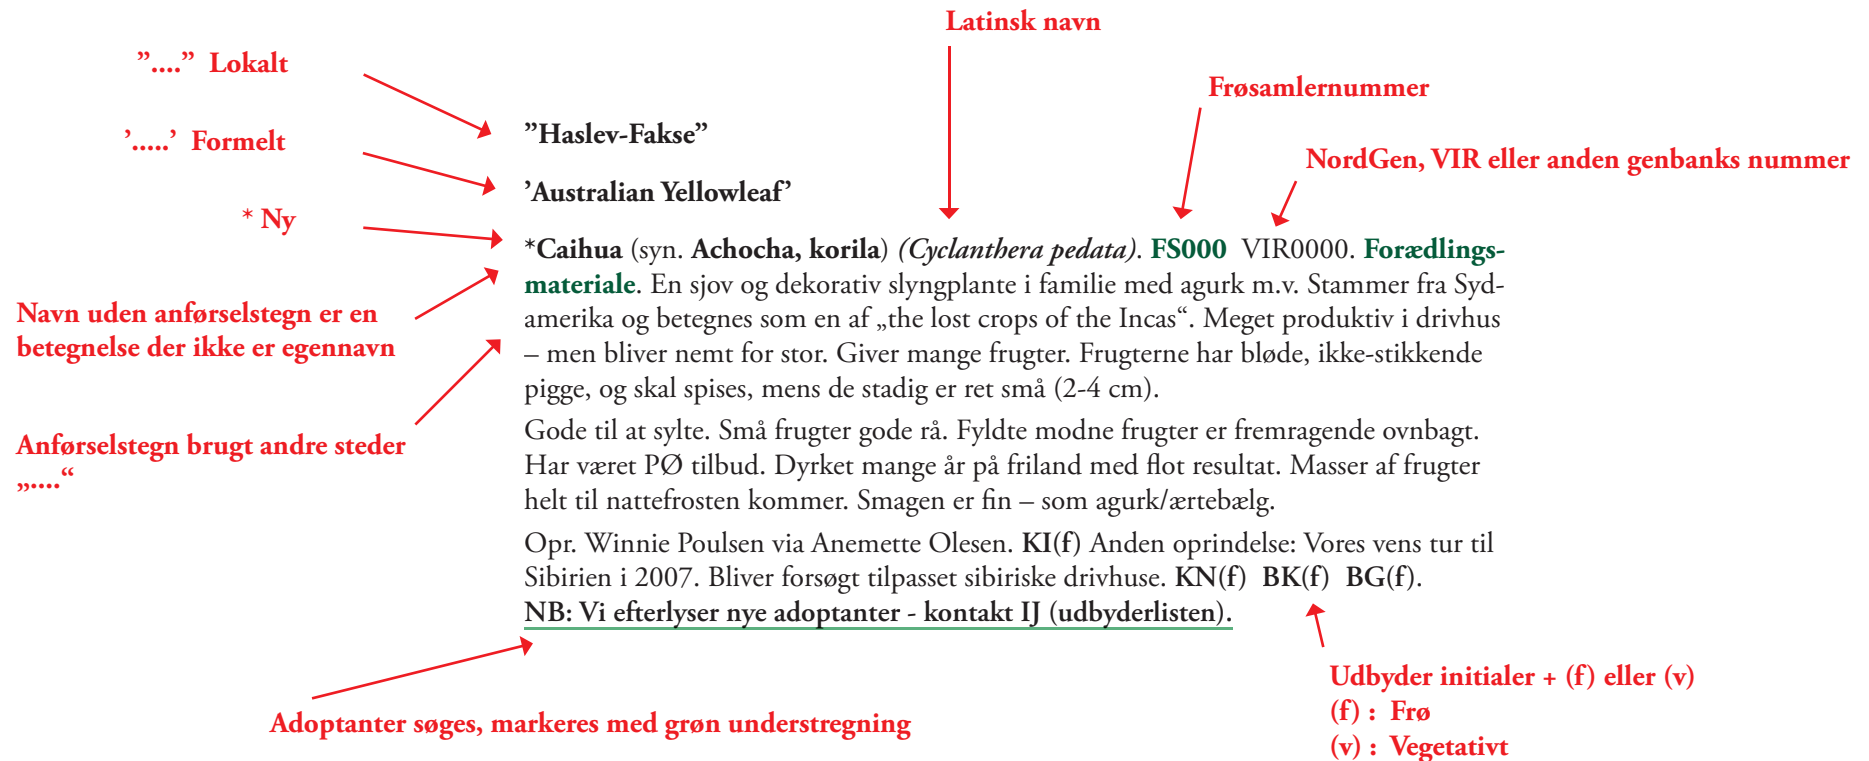 Latinsk navn
”....” Lokalt
Frøsamlernummer
”Haslev-Fakse”
’.....’ Formelt
NordGen, VIR eller anden genbanks nummer
’Australian Yellowleaf’
* Ny
*Caihua (syn. Achocha, korila) (Cyclanthera pedata). FS000 VIR0000. Forædlings-
materiale. En sjov og dekorativ slyngplante i familie med agurk m.v. Stammer fra Syd-
amerika og betegnes som en af „the lost crops of the Incas“. Meget produktiv i drivhus
– men bliver nemt for stor. Giver mange frugter. Frugterne har bløde, ikke-stikkende
pigge, og skal spises, mens de stadig er ret små (2-4 cm).
Navn uden anførselstegn er en
betegnelse der ikke er egennavn
Gode til at sylte. Små frugter gode rå. Fyldte modne frugter er fremragende ovnbagt.
Har været PØ tilbud. Dyrket mange år på friland med flot resultat. Masser af frugter
helt til nattefrosten kommer. Smagen er fin – som agurk/ærtebælg.
Anførselstegn brugt andre steder
„....“
Opr. Winnie Poulsen via Anemette Olesen. KI(f) Anden oprindelse: Vores vens tur til
Sibirien i 2007. Bliver forsøgt tilpasset sibiriske drivhuse. KN(f) BK(f) BG(f).
NB: Vi efterlyser nye adoptanter - kontakt IJ (udbyderlisten).
Adoptanter søges, markeres med grøn understregning
Udbyder initialer + (f) eller (v)
(f) : Frø
(v) : Vegetativt